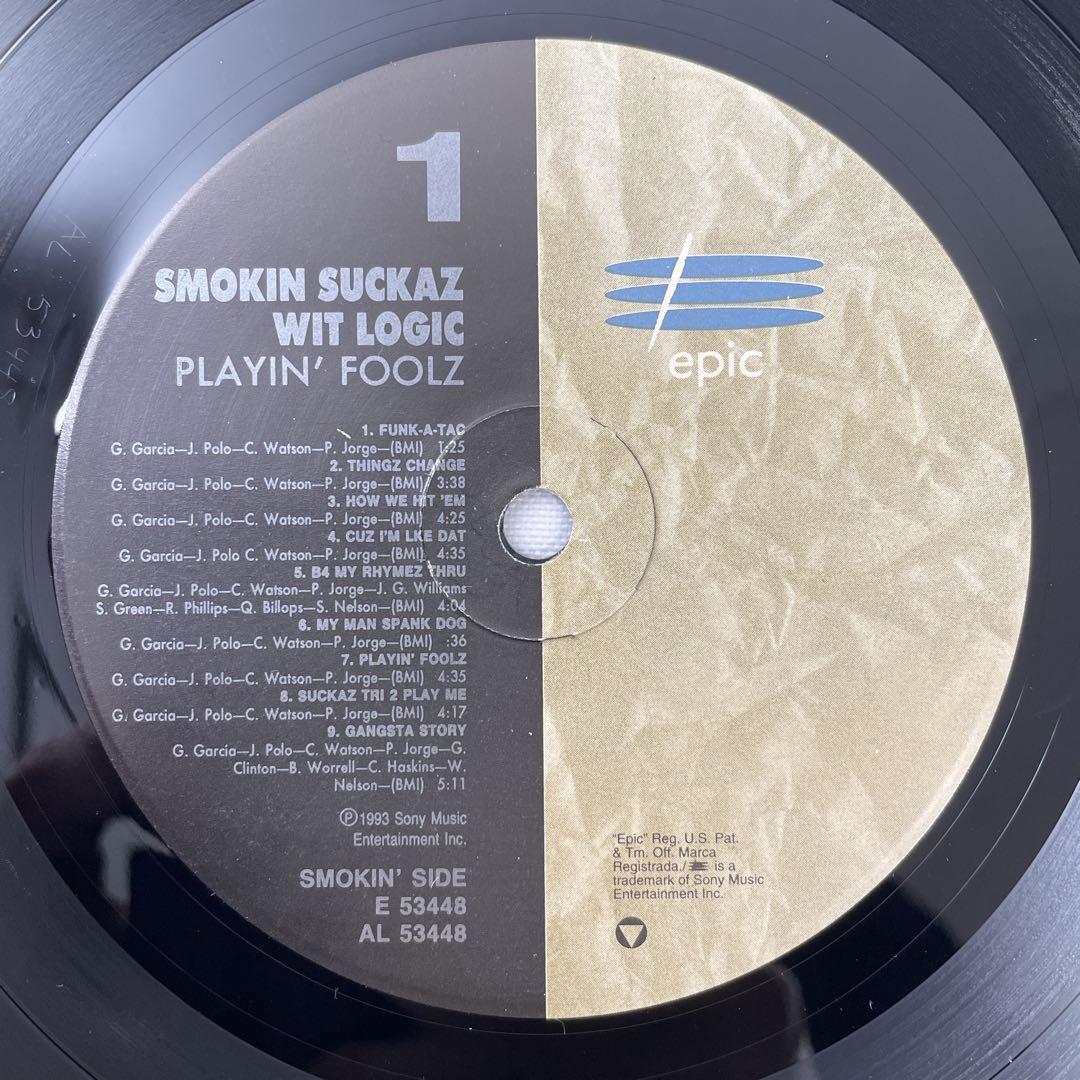 1
SMOKIN SUCKAZ
WIT LOGIC
PLAYIN' FOOLZ
1. FUNK-A-TAC
G. Garcia—J. Polo—C. Watson—P. Jorge—(BMI) 1:25
2. THINGZ CHANGE
G. Garcia—J. Polo—C. Watson—P. Jorge—(BMI) 3:38
3. HOW WE HIT 'EM
G. Garcia—J. Polo—C. Watson—P. Jorge—(BMI) 4:25
4. CUZ I'M LKE DAT
G. Garcia—J. Polo C. Watson—P. Jorge—(BMI) 4:35
5. B4 MY RHYMEZ THRU
G. Garcia—J. Polo—C. Watson—P. Jorge—J. G. Williams
S. Green—R. Phillips—Q. Billops—S. Nelson—(BMI) 4:04
6. MY MAN SPANK DOG
G. Garcia—J. Polo—C. Watson—P. Jorge—(BMI) :36
7. PLAYIN' FOOLZ
G. Garcia—J. Polo—C. Watson—P. Jorge—(BMI) 4:35
8. SUCKAZ TRI 2 PLAY ME
G. Garcia—J. Polo—C. Watson—P. Jorge—(BMI) 4:17
9. GANGSTA STORY
G. Garcia—J. Polo—C. Watson—P. Jorge—G.
Clinton—B. Worrell—C. Haskins—W.
Nelson—(BMI) 5:11
℗1993 Sony Music
Entertainment Inc.
SMOKIN' SIDE
E 53448
AL 53448
epic
"Epic" Reg. U.S. Pat.
& Tm. Off. Marca
Registrada./ is a
trademark of Sony Music
Entertainment Inc.
AL 53448